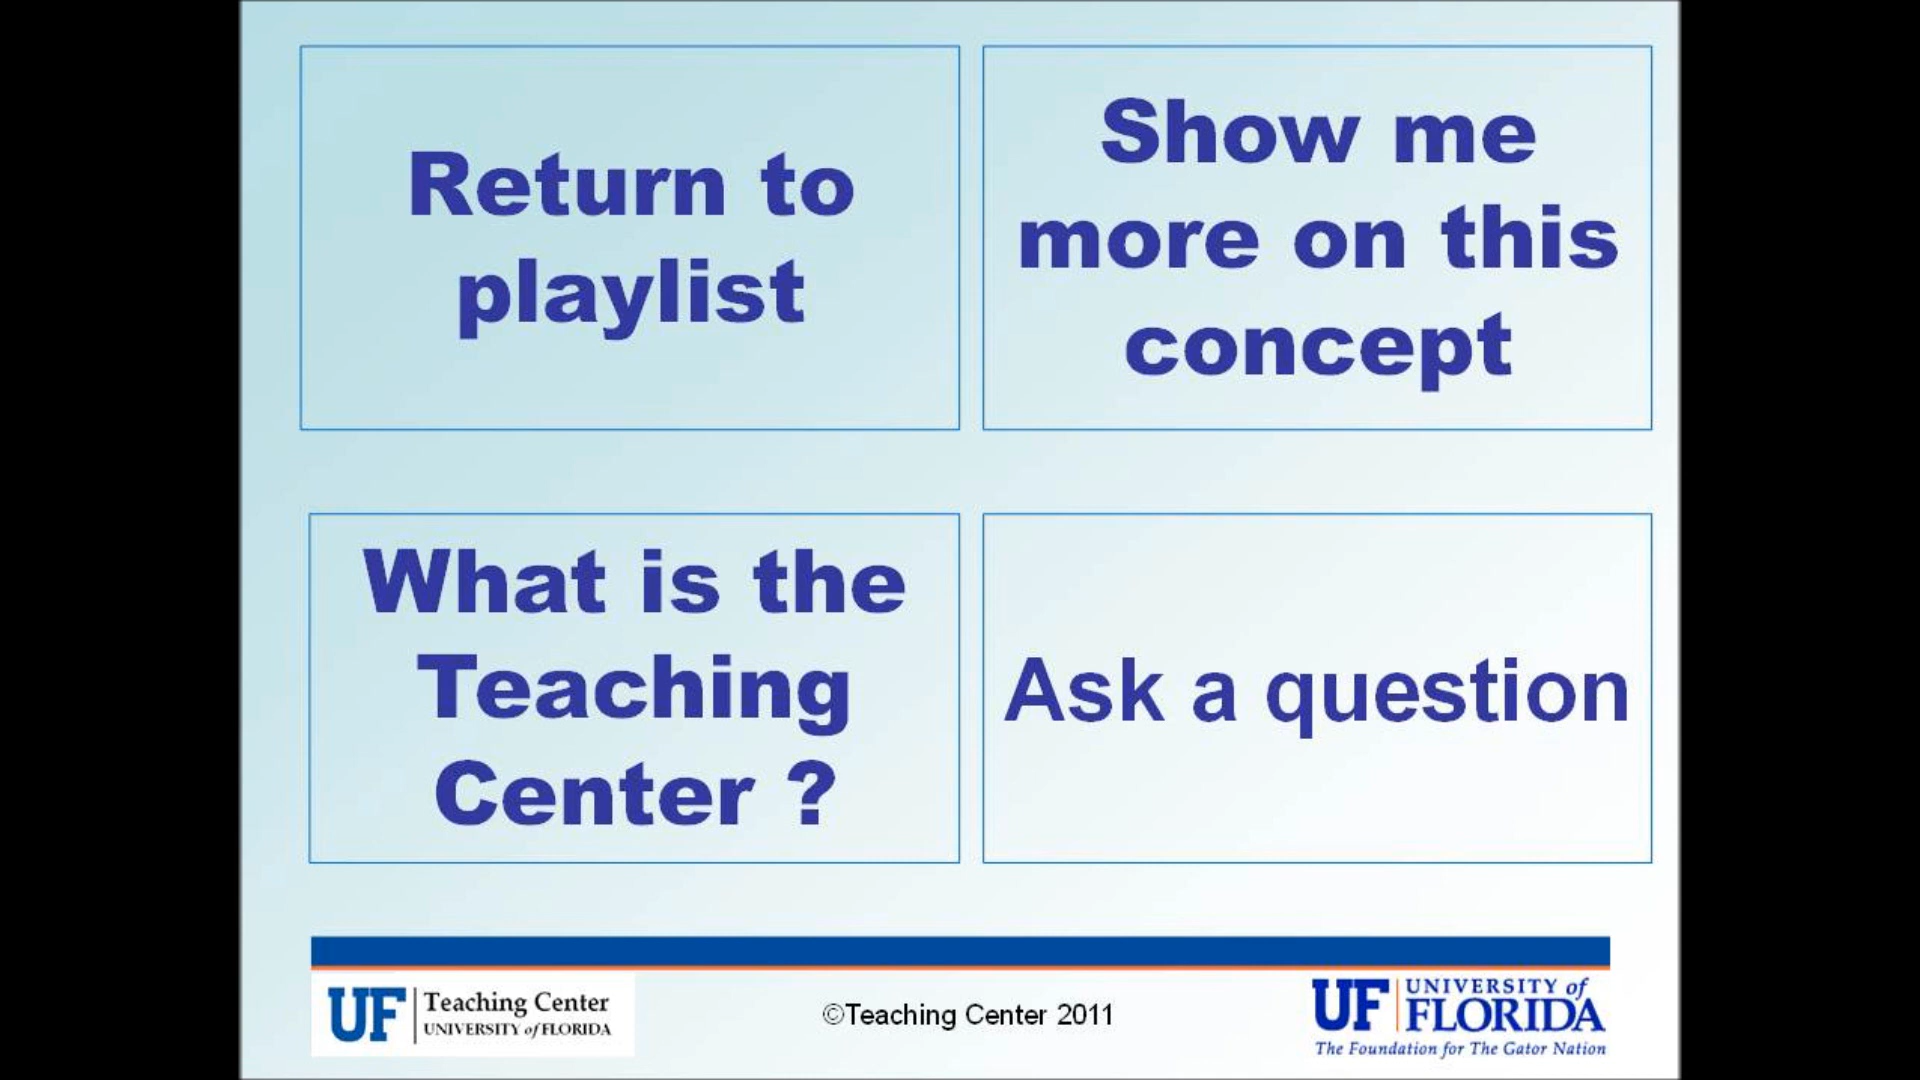 Return to
playlist
Show me
more on this
concept
What is the
Teaching
Center ?
Ask a question
UF Teaching Center
UNIVERSITY of FLORIDA
©Teaching Center 2011
UF UNIVERSITY of
FLORIDA
The Foundation for The Gator Nation